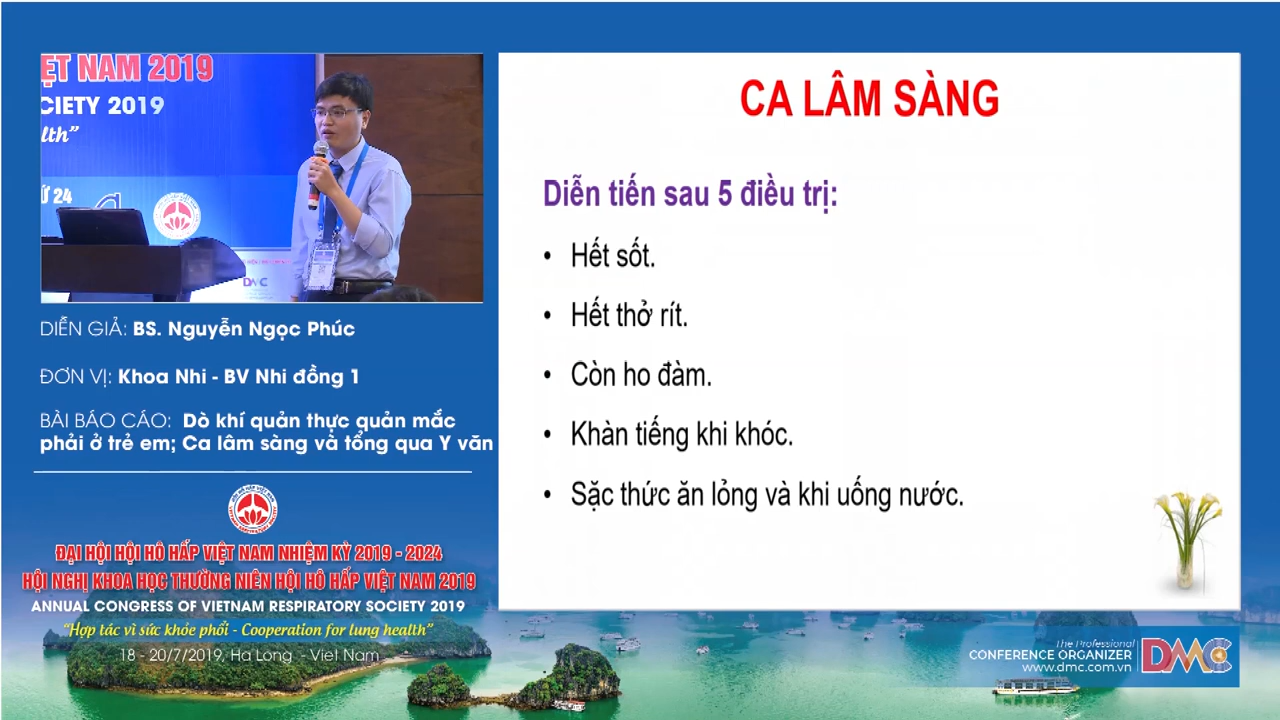 ỆT NAM 2019
CIETY 2019
lth”
Ứ 24
DMC
DIỄN GIẢ: BS. Nguyễn Ngọc Phúc
ĐƠN VỊ: Khoa Nhi - BV Nhi đồng 1
BÀI BÁO CÁO: Dò khí quản thực quản mắc
phải ở trẻ em; Ca lâm sàng và tổng qua Y văn
ĐẠI HỘI HỘI HÔ HẤP VIỆT NAM NHIỆM KỲ 2019 - 2024
HỘI NGHỊ KHOA HỌC THƯỜNG NIÊN HỘI HÔ HẤP VIỆT NAM 2019
ANNUAL CONGRESS OF VIETNAM RESPIRATORY SOCIETY 2019
“Hợp tác vì sức khỏe phổi - Cooperation for lung health”
18 - 20/7/2019, Ha Long - Viet Nam
CA LÂM SÀNG
Diễn tiến sau 5 điều trị:
• Hết sốt.
• Hết thở rít.
• Còn ho đàm.
• Khàn tiếng khi khóc.
• Sặc thức ăn lỏng và khi uống nước.
The Professional
CONFERENCE ORGANIZER
www.dmc.com.vn
DMC